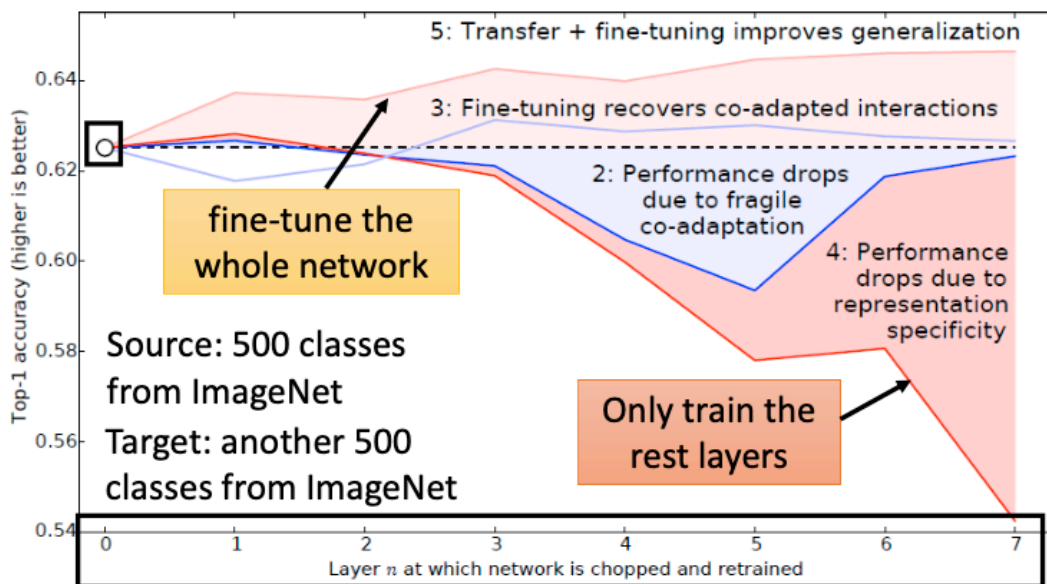 5: Transfer + fine-tuning improves generalization
0.64
3: Fine-tuning recovers co-adapted interactions
0.62
2: Performance drops
due to fragile
co-adaptation
fine-tune the
whole network
0.60
4: Performance
drops due to
representation
specificity
Top-1 accuracy (higher is better)
0.58
Source: 500 classes
from ImageNet
Target: another 500
classes from ImageNet
Only train the
rest layers
0.56
0.54
0 1 2 3 4 5 6 7
Layer n at which network is chopped and retrained